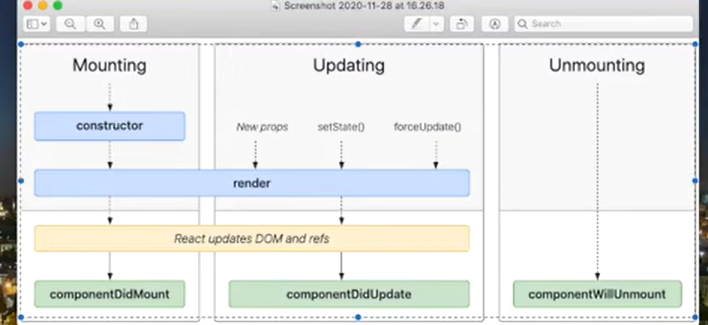 Screenshot 2020-11-28 at 16.26.18
Search
Mounting Updating Unmounting
constructor
New props setState() forceUpdate()
render
React updates DOM and refs
componentDidMount componentDidUpdate componentWillUnmount